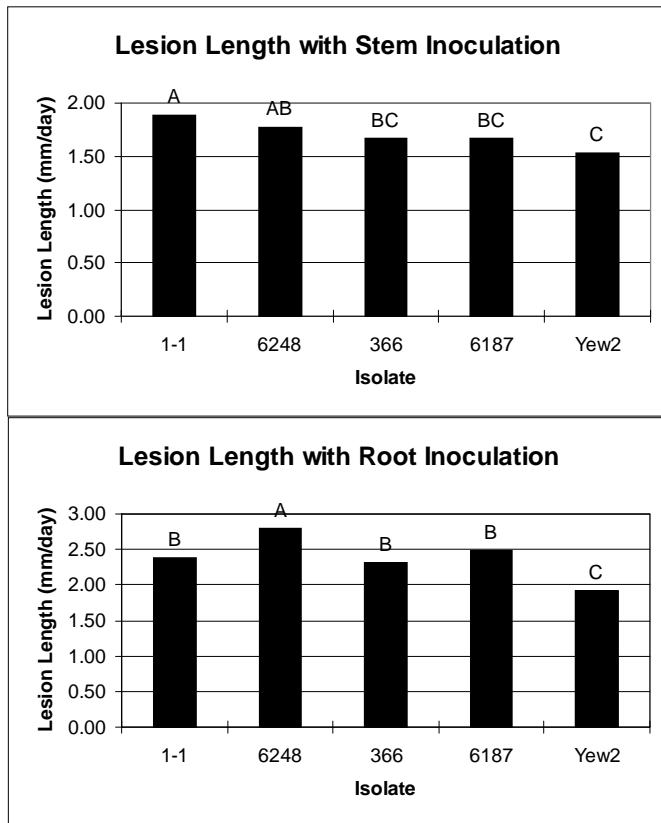 Lesion Length with Stem Inoculation
Lesion Length (mm/day)
2.00
1.50
1.00
0.50
0.00
A
AB
BC
BC
C
1-1
6248
366
6187
Yew2
Isolate
Lesion Length with Root Inoculation
Lesion Length (mm/day)
3.00
2.50
2.00
1.50
1.00
0.50
0.00
B
A
B
B
C
1-1
6248
366
6187
Yew2
Isolate